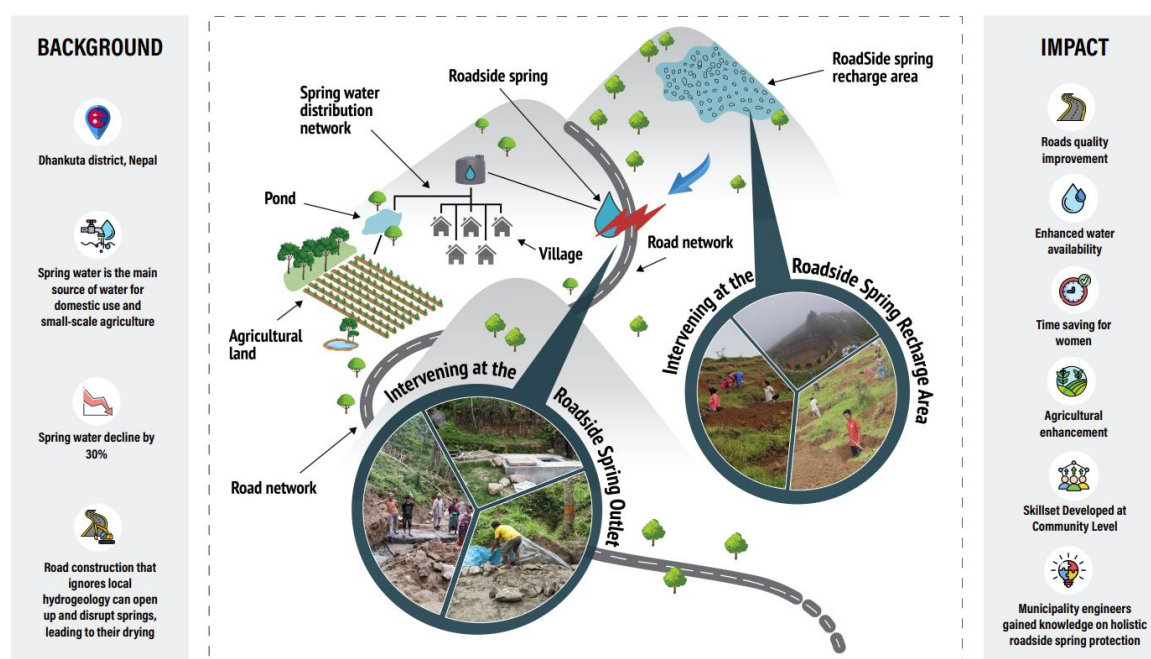 BACKGROUND
Dhankuta district, Nepal
Spring water is the main
source of water for
domestic use and
small-scale agriculture
Spring water decline by
30%
Road construction that
ignores local
hydrogeology can open
up and disrupt springs,
leading to their drying
RoadSide spring
recharge area
Roadside spring
Spring water
distribution
network
Pond
Village
Road network
Agricultural
land
Road network
Intervening at the
Roadside Spring Recharge Area
Intervening at the
Roadside Spring Outlet
IMPACT
Roads quality
improvement
Enhanced water
availability
Time saving for
women
Agricultural
enhancement
Skillset Developed at
Community Level
Municipality engineers
gained knowledge on holistic
roadside spring protection